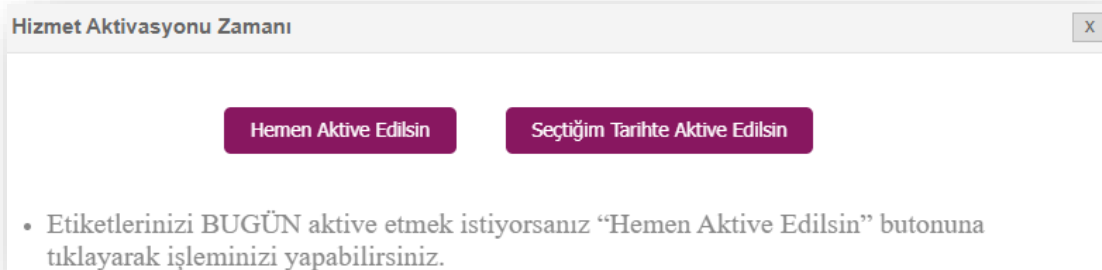 Hizmet Aktivasyonu Zamanı
X
Hemen Aktive Edilsin
Seçtiğim Tarihte Aktive Edilsin
• Etiketlerinizi BUGÜN aktive etmek istiyorsanız “Hemen Aktive Edilsin” butonuna
tıklayarak işleminizi yapabilirsiniz.